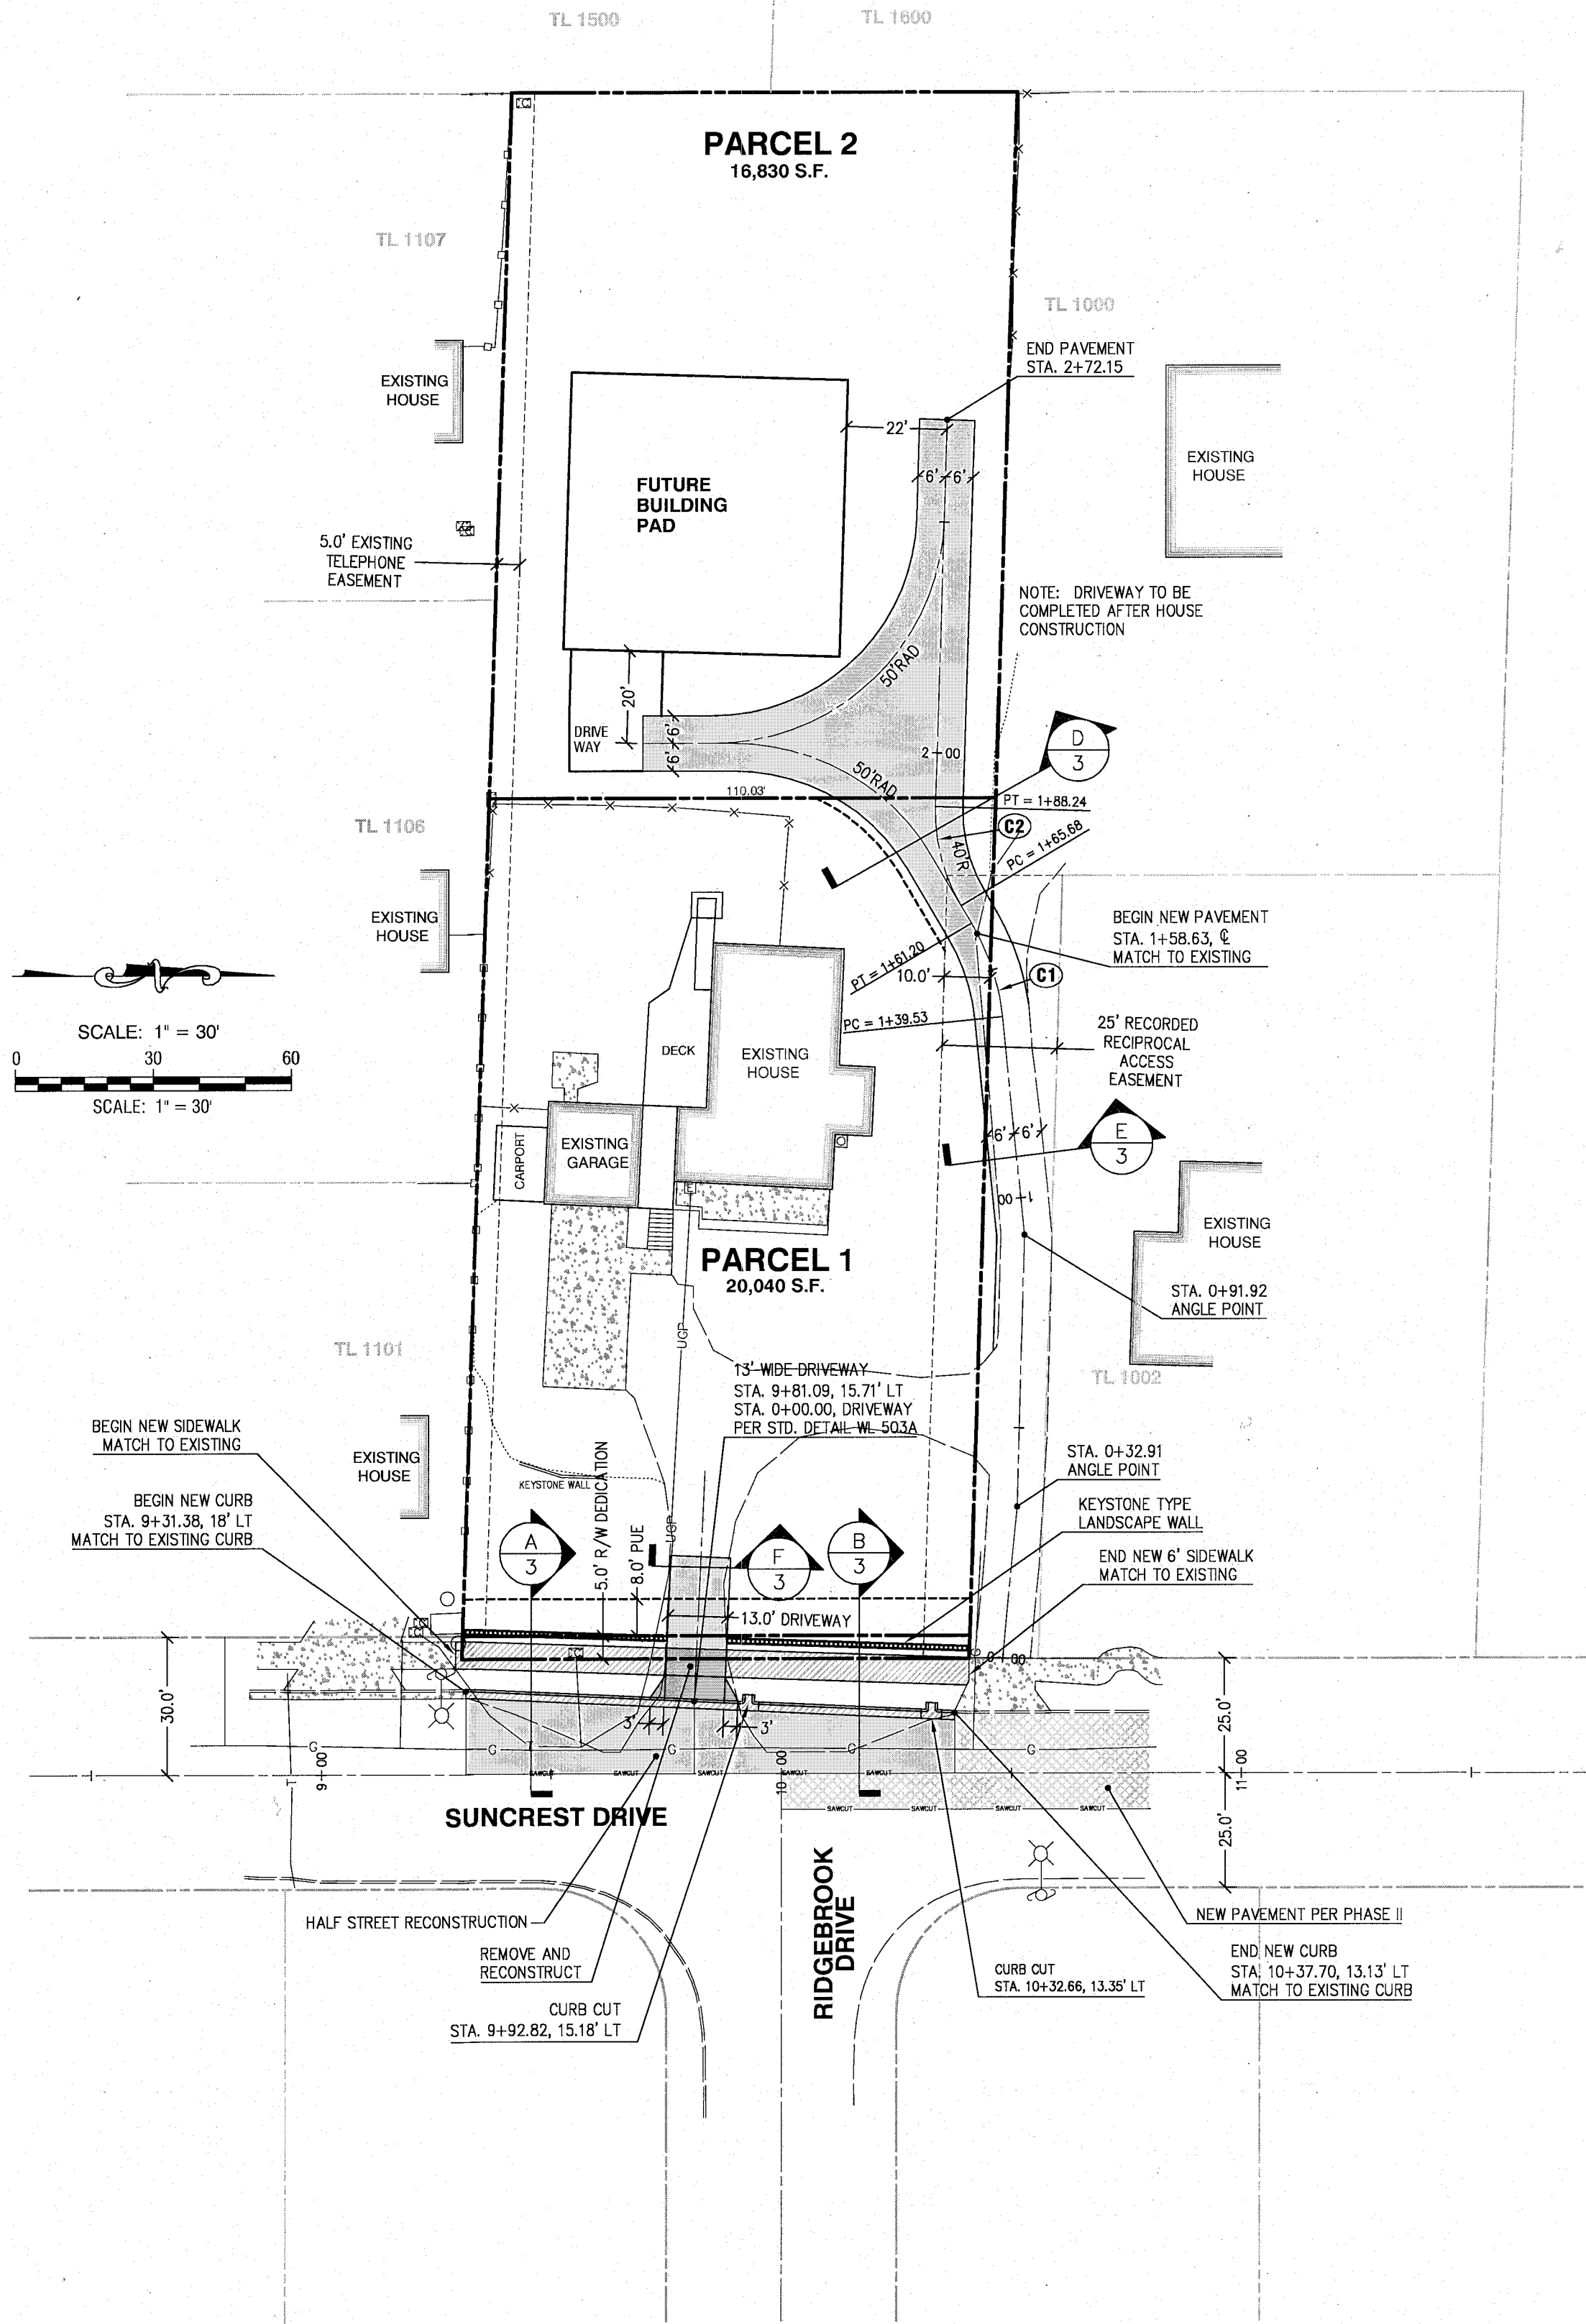 TL 1500
TL 1600
PARCEL 2
16,830 S.F.
TL 1107
TL 1000
END PAVEMENT
STA. 2+72.15
EXISTING
HOUSE
22'
EXISTING
HOUSE
6'
6'
FUTURE
BUILDING
PAD
5.0' EXISTING
TELEPHONE
EASEMENT
NOTE: DRIVEWAY TO BE
COMPLETED AFTER HOUSE
CONSTRUCTION
50'RAD
20'
DRIVE
WAY
6'
6'
D
3
2+00
50'RAD
110.03'
PT = 1+88.24
TL 1106
C2
PC = 1+65.68
40'R
EXISTING
HOUSE
BEGIN NEW PAVEMENT
STA. 1+58.63, ℄
MATCH TO EXISTING
PT = 1+61.20
10.0'
C1
PC = 1+39.53
SCALE: 1" = 30'
0
30
60
SCALE: 1" = 30'
DECK
EXISTING
HOUSE
25' RECORDED
RECIPROCAL
ACCESS
EASEMENT
6'
6'
E
3
CARPORT
EXISTING
GARAGE
E
1+00
EXISTING
HOUSE
PARCEL 1
20,040 S.F.
STA. 0+91.92
ANGLE POINT
UGP
TL 1101
13' WIDE DRIVEWAY
STA. 9+81.09, 15.71' LT
STA. 0+00.00, DRIVEWAY
PER STD. DETAIL WL 503A
TL 1002
BEGIN NEW SIDEWALK
MATCH TO EXISTING
EXISTING
HOUSE
KEYSTONE WALL
5.0' R/W DEDICATION
8.0' PUE
UGP
STA. 0+32.91
ANGLE POINT
BEGIN NEW CURB
STA. 9+31.38, 18' LT
MATCH TO EXISTING CURB
KEYSTONE TYPE
LANDSCAPE WALL
A
3
F
3
B
3
END NEW 6' SIDEWALK
MATCH TO EXISTING
13.0' DRIVEWAY
0+00
30.0'
25.0'
3'
3'
G
G
G
G
G
9+00
10+00
11+00
T
SAWCUT
SAWCUT
SAWCUT
SAWCUT
SAWCUT
SAWCUT
SAWCUT
SAWCUT
SAWCUT
SUNCREST DRIVE
25.0'
RIDGEBROOK
DRIVE
HALF STREET RECONSTRUCTION
NEW PAVEMENT PER PHASE II
REMOVE AND
RECONSTRUCT
CURB CUT
STA. 10+32.66, 13.35' LT
END NEW CURB
STA. 10+37.70, 13.13' LT
MATCH TO EXISTING CURB
CURB CUT
STA. 9+92.82, 15.18' LT